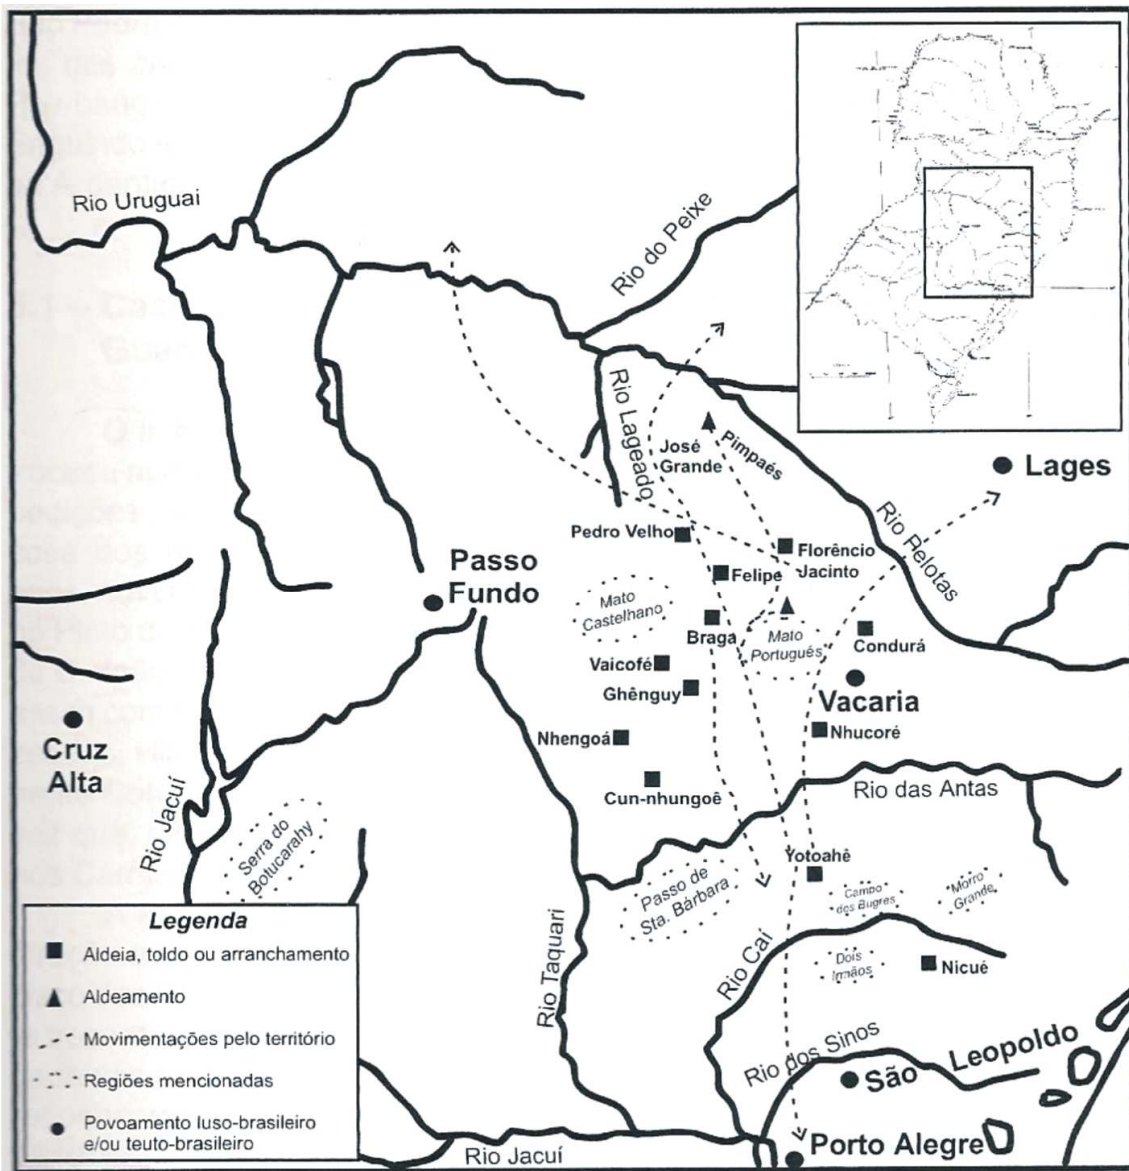 Rio Uruguai
Rio do Peixe
Rio Lageado
José
Grande
Pimpaés
Lages
Rio Pelotas
Pedro Velho
Florêncio
Jacinto
Passo
Fundo
Felipe
Mato
Castelhano
Braga
Mato
Português
Condurá
Vaicofé
Ghênguy
Vacaria
Cruz
Alta
Nhengoá
Nhucoré
Cun-nhungoê
Rio das Antas
Rio Jacuí
Serra do
Botucarahy
Yotoahê
Passo de
Sta. Bárbara
Campo
dos Bugres
Morro
Grande
Rio Taquari
Rio Caí
Dois
Irmãos
Nicué
Rio dos Sinos
São Leopoldo
Porto Alegre
Rio Jacuí
Legenda
Aldeia, toldo ou arranchamento
Aldeamento
Movimentações pelo território
Regiões mencionadas
Povoamento luso-brasileiro
e/ou teuto-brasileiro